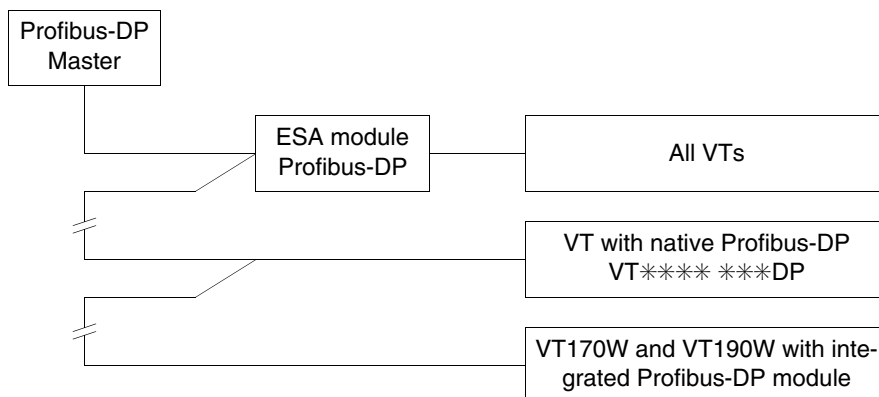 Profibus-DP
Master
ESA module
Profibus-DP
All VTs
VT with native Profibus-DP
VT✳✳✳✳ ✳✳✳DP
VT170W and VT190W with inte-
grated Profibus-DP module